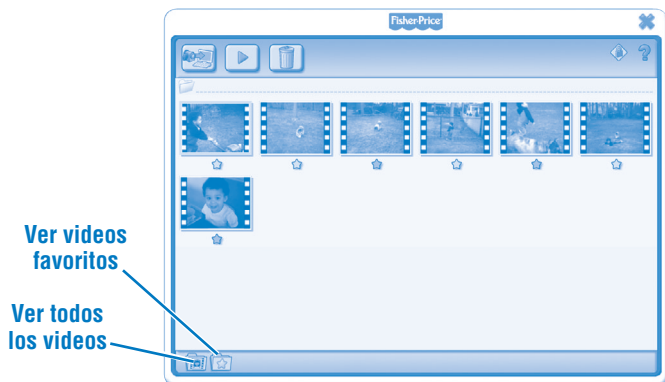 Fisher-Price
Ver videos
favoritos
Ver todos
los videos